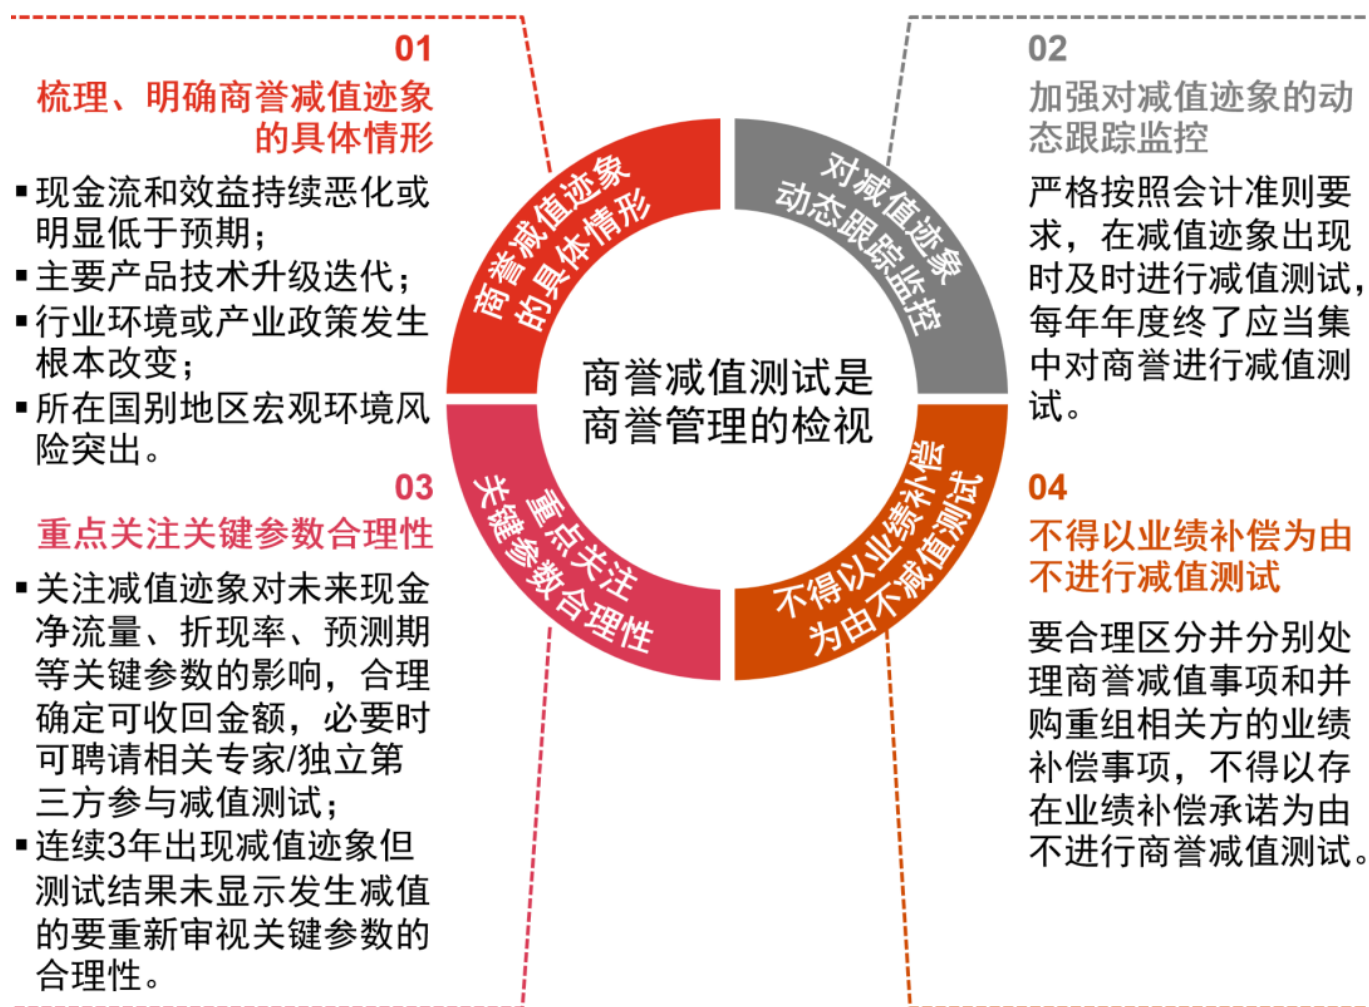 01
梳理、明确商誉减值迹象
的具体情形
▪现金流和效益持续恶化或
明显低于预期；
▪主要产品技术升级迭代；
▪行业环境或产业政策发生
根本改变；
▪所在国别地区宏观环境风
险突出。
02
加强对减值迹象的动
态跟踪监控
严格按照会计准则要
求，在减值迹象出现
时及时进行减值测试，
每年年度终了应当集
中对商誉进行减值测
试。
商誉减值迹象
的具体情形
对减值迹象
动态跟踪监控
商誉减值测试是
商誉管理的检视
重点关注
关键参数合理性
不得以业绩补偿
为由不减值测试
03
重点关注关键参数合理性
▪关注减值迹象对未来现金
净流量、折现率、预测期
等关键参数的影响，合理
确定可收回金额，必要时
可聘请相关专家/独立第
三方参与减值测试；
▪连续3年出现减值迹象但
测试结果未显示发生减值
的要重新审视关键参数的
合理性。
04
不得以业绩补偿为由
不进行减值测试
要合理区分并分别处
理商誉减值事项和并
购重组相关方的业绩
补偿事项，不得以存
在业绩补偿承诺为由
不进行商誉减值测试。